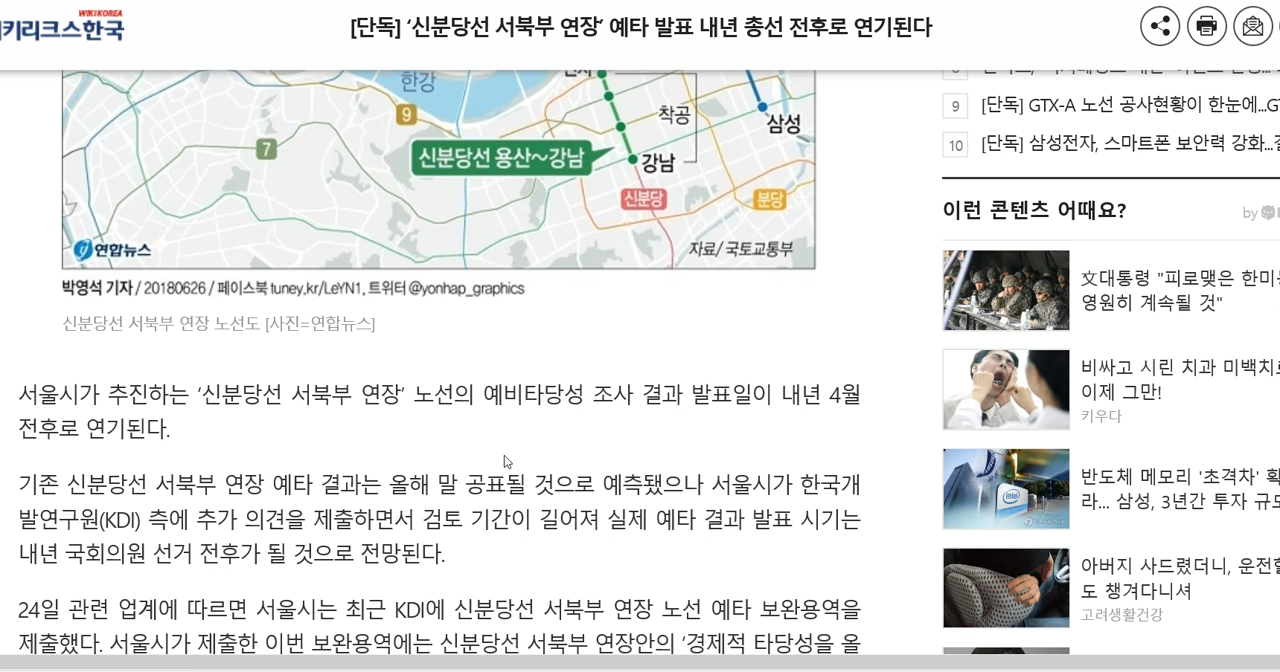 WIKI KOREA
키리크스한국
[단독] ‘신분당선 서북부 연장’ 예타 발표 내년 총선 전후로 연기된다
한강
9
7
착공
삼성
신분당선 용산~강남
강남
신분당
분당
연합뉴스
자료/ 국토교통부
박영석 기자 / 20180626 / 페이스북 tuney.kr/LeYN1, 트위터 @yonhap_graphics
신분당선 서북부 연장 노선도 [사진=연합뉴스]
서울시가 추진하는 ‘신분당선 서북부 연장‘ 노선의 예비타당성 조사 결과 발표일이 내년 4월
전후로 연기된다.
기존 신분당선 서북부 연장 예타 결과는 올해 말 공표될 것으로 예측됐으나 서울시가 한국개
발연구원(KDI) 측에 추가 의견을 제출하면서 검토 기간이 길어져 실제 예타 결과 발표 시기는
내년 국회의원 선거 전후가 될 것으로 전망된다.
24일 관련 업계에 따르면 서울시는 최근 KDI에 신분당선 서북부 연장 노선 예타 보완용역을
제출했다. 서울시가 제출한 이번 보완용역에는 신분당선 서북부 연장안의 ‘경제적 타당성을 올
9 [단독] GTX-A 노선 공사현황이 한눈에...G
10 [단독] 삼성전자, 스마트폰 보안력 강화...
이런 콘텐츠 어때요?
by
文대통령 "피로맺은 한미
영원히 계속될 것"
비싸고 시린 치과 미백치
이제 그만!
키우다
intel
반도체 메모리 '초격차'
라... 삼성, 3년간 투자 규
아버지 사드렸더니, 운전
도 챙겨다니셔
고려생활건강